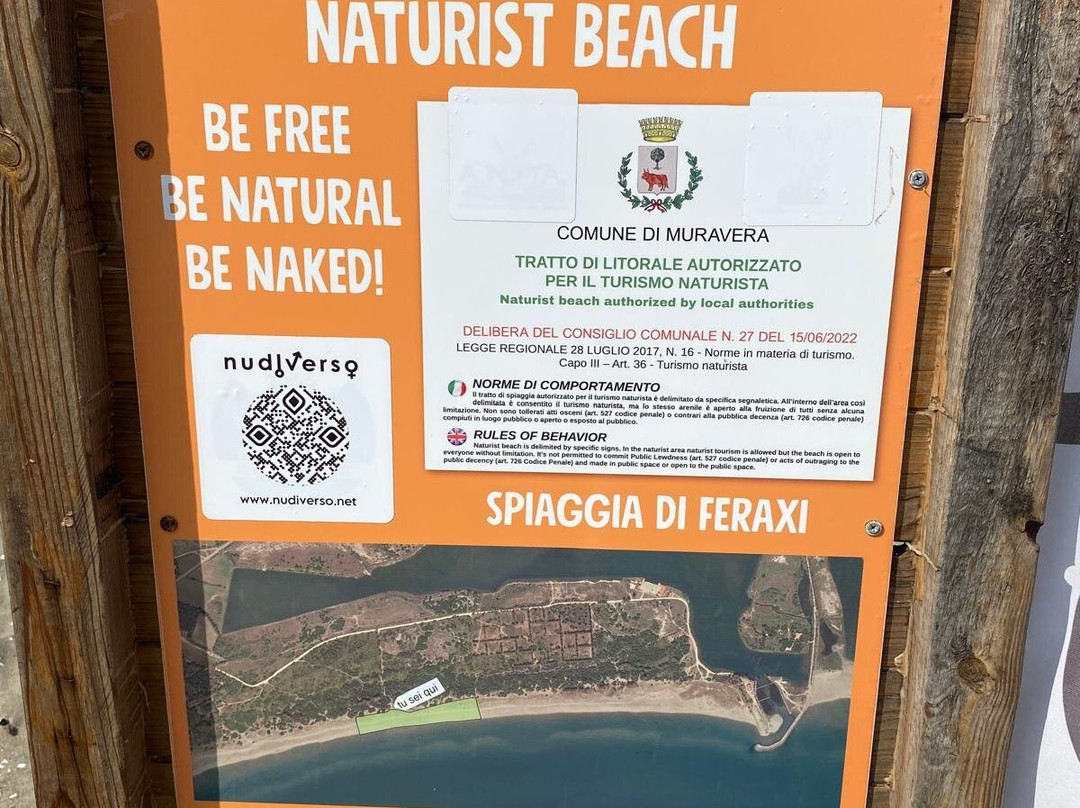 NATURIST BEACH
BE FREE
BE NATURAL
BE NAKED!
COMUNE DI MURAVERA
TRATTO DI LITORALE AUTORIZZATO
PER IL TURISMO NATURISTA
Naturist beach authorized by local authorities
DELIBERA DEL CONSIGLIO COMUNALE N. 27 DEL 15/06/2022
LEGGE REGIONALE 28 LUGLIO 2017, N. 16 - Norme in materia di turismo.
Capo III – Art. 36 - Turismo naturista
NORME DI COMPORTAMENTO
Il tratto di spiaggia autorizzato per il turismo naturista è delimitato da specifica segnaletica. All'interno dell'area così
delimitata è consentito il turismo naturista, ma lo stesso arenile è aperto alla fruizione di tutti senza alcuna
limitazione. Non sono tollerati atti osceni (art. 527 codice penale) o contrari alla pubblica decenza (art. 726 codice penale)
compiuti in luogo pubblico o aperto o esposto al pubblico.
RULES OF BEHAVIOR
Naturist beach is delimited by specific signs. In the naturist area naturist tourism is allowed but the beach is open to
everyone without limitation. It's not permitted to commit Public Lewdness (art. 527 codice penale) or acts of outraging to the
public decency (art. 726 Codice Penale) and made in public space or open to the public space.
nudiverso
www.nudiverso.net
SPIAGGIA DI FERAXI
tu sei qui